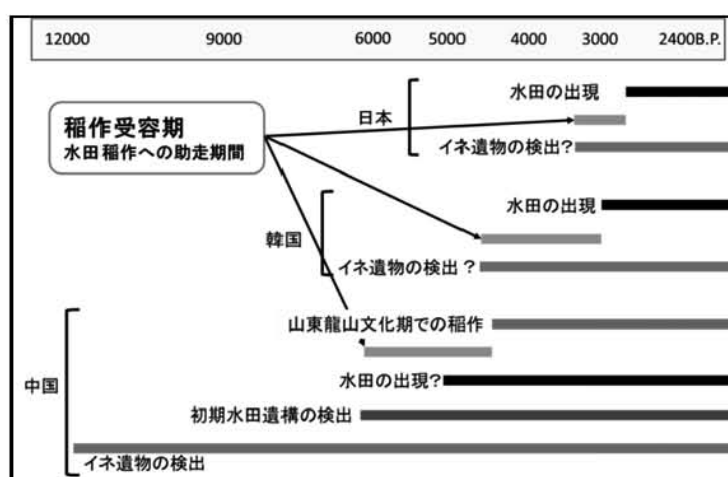 12000 9000 6000 5000 4000 3000 2400B.P.
水田の出現
稲作受容期
水田稲作への助走期間
日本
イネ遺物の検出?
水田の出現
韓国
イネ遺物の検出?
山東龍山文化期での稲作
中国
水田の出現?
初期水田遺構の検出
イネ遺物の検出